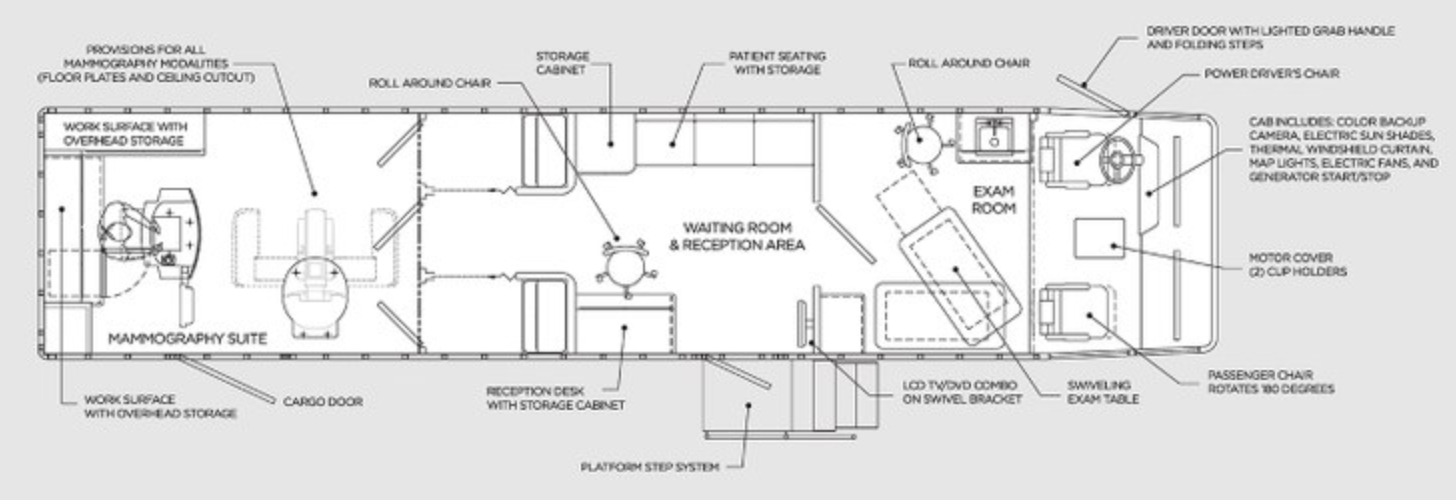 PROVISIONS FOR ALL
MAMMOGRAPHY MODALITIES
(FLOOR PLATES AND CEILING CUTOUT)
ROLL AROUND CHAIR
STORAGE
CABINET
PATIENT SEATING
WITH STORAGE
ROLL AROUND CHAIR
DRIVER DOOR WITH LIGHTED GRAB HANDLE
AND FOLDING STEPS
POWER DRIVER'S CHAIR
CAB INCLUDES: COLOR BACKUP
CAMERA, ELECTRIC SUN SHADES,
THERMAL WINDSHIELD CURTAIN,
MAP LIGHTS, ELECTRIC FANS, AND
GENERATOR START/STOP
WORK SURFACE WITH
OVERHEAD STORAGE
EXAM
ROOM
WAITING ROOM
& RECEPTION AREA
MOTOR COVER
(2) CUP HOLDERS
MAMMOGRAPHY SUITE
WORK SURFACE
WITH OVERHEAD STORAGE
CARGO DOOR
RECEPTION DESK
WITH STORAGE CABINET
LCD TV/DVD COMBO
ON SWIVEL BRACKET
SWIVELING
EXAM TABLE
PASSENGER CHAIR
ROTATES 180 DEGREES
PLATFORM STEP SYSTEM